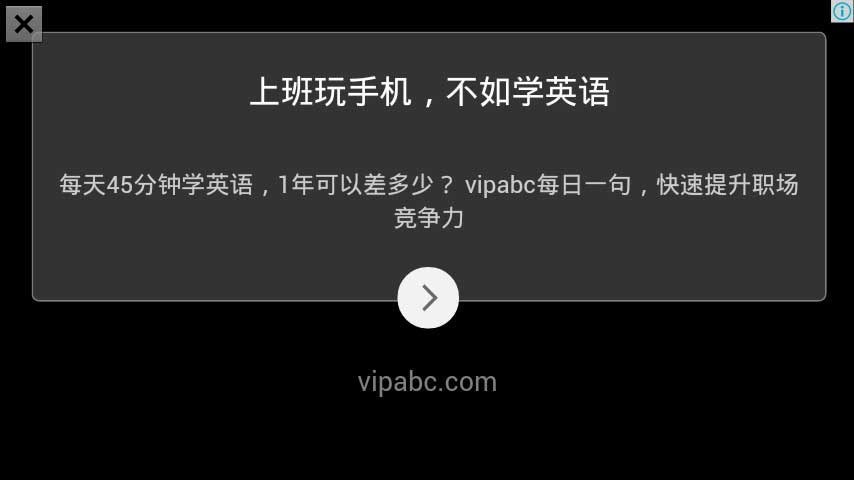 上班玩手机，不如学英语
每天45分钟学英语，1年可以差多少？ vipabc每日一句，快速提升职场
竞争力
vipabc.com